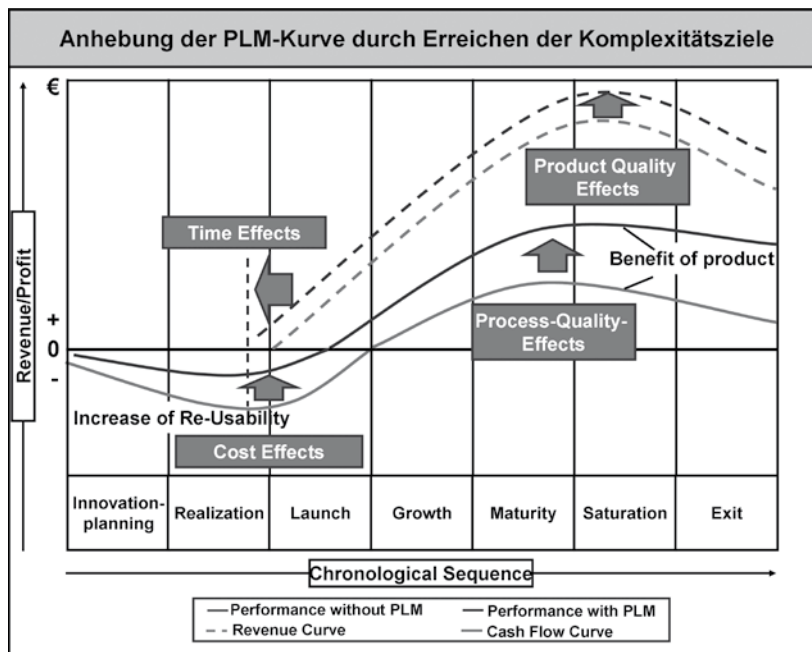 Anhebung der PLM-Kurve durch Erreichen der Komplexitätsziele
€
Revenue/Profit
+
0
-
Time Effects
Product Quality
Effects
Benefit of product
Process-Quality-
Effects
Increase of Re-Usability
Cost Effects
Innovation-
planning
Realization
Launch
Growth
Maturity
Saturation
Exit
Chronological Sequence
Performance without PLM
Performance with PLM
Revenue Curve
Cash Flow Curve